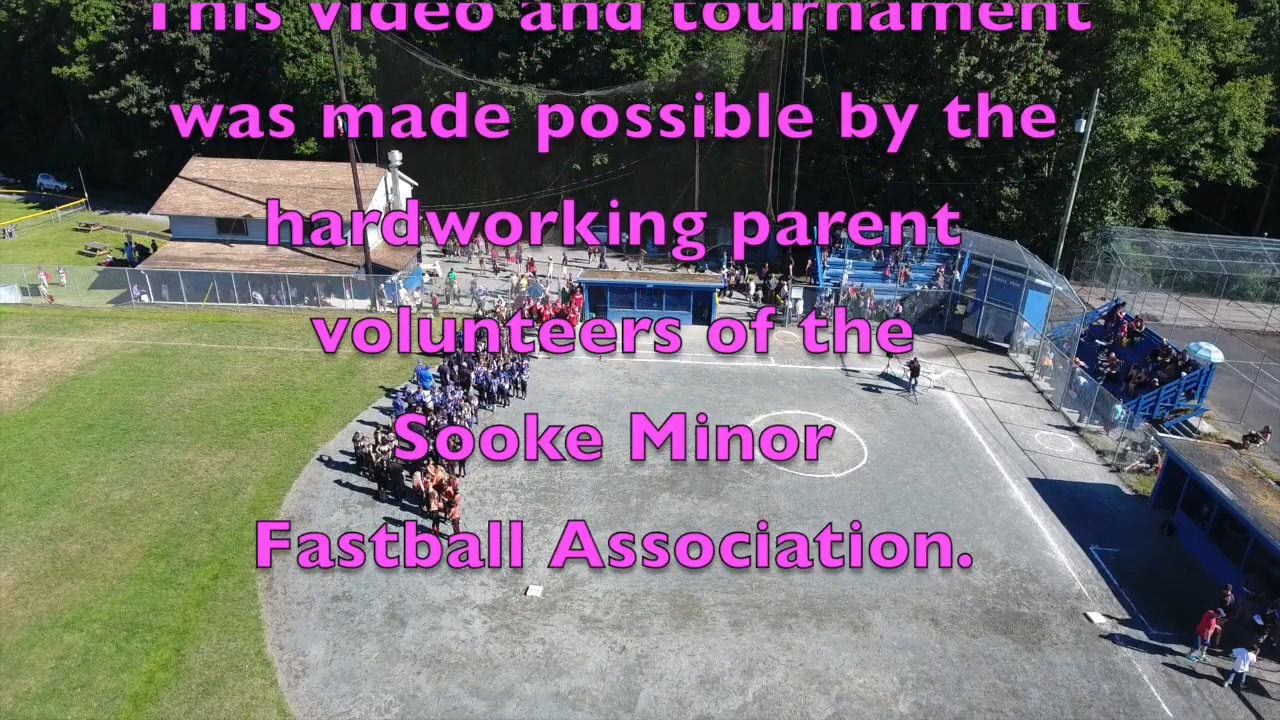 This video and tournament
was made possible by the
hardworking parent
volunteers of the
Sooke Minor
Fastball Association.